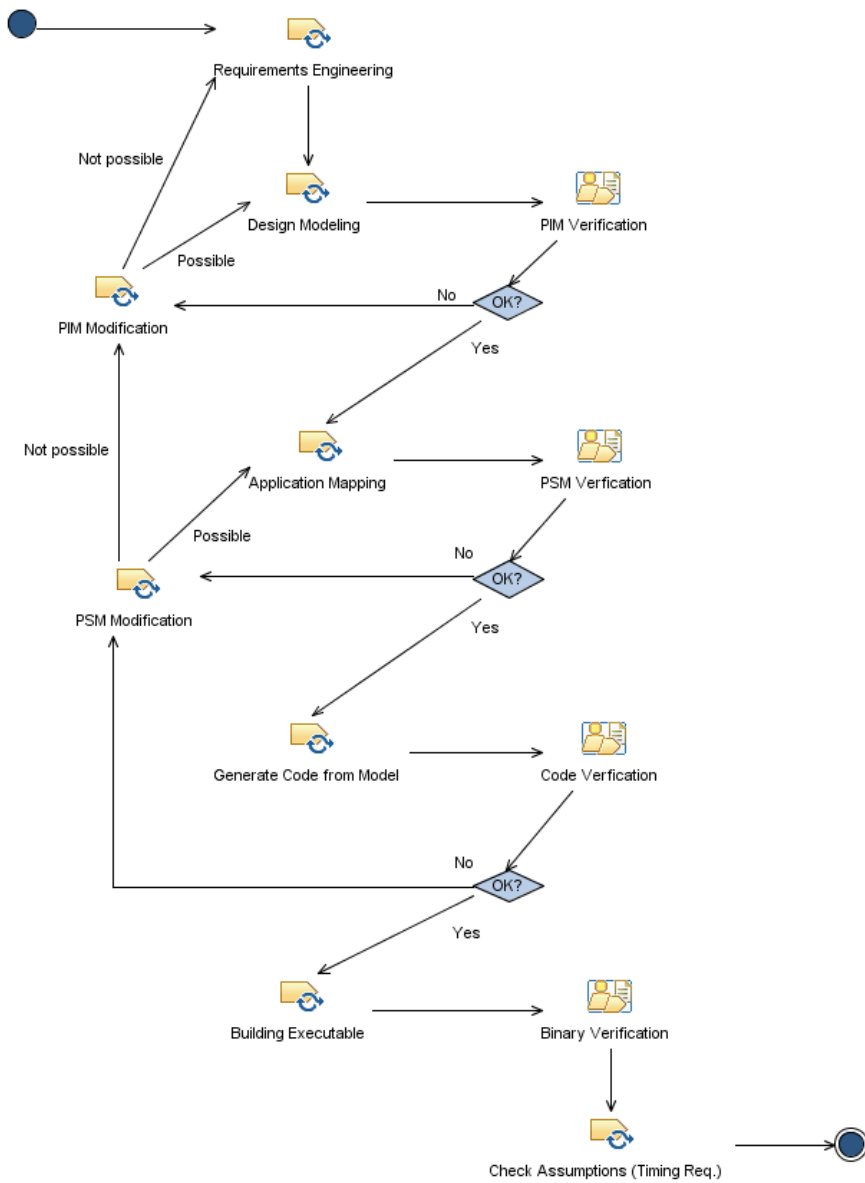 Requirements Engineering
Not possible
Design Modeling
PIM Verification
Possible
No
OK?
PIM Modification
Yes
Not possible
Application Mapping
PSM Verfication
Possible
No
OK?
PSM Modification
Yes
Generate Code from Model
Code Verfication
No
OK?
Yes
Building Executable
Binary Verification
Check Assumptions (Timing Req.)